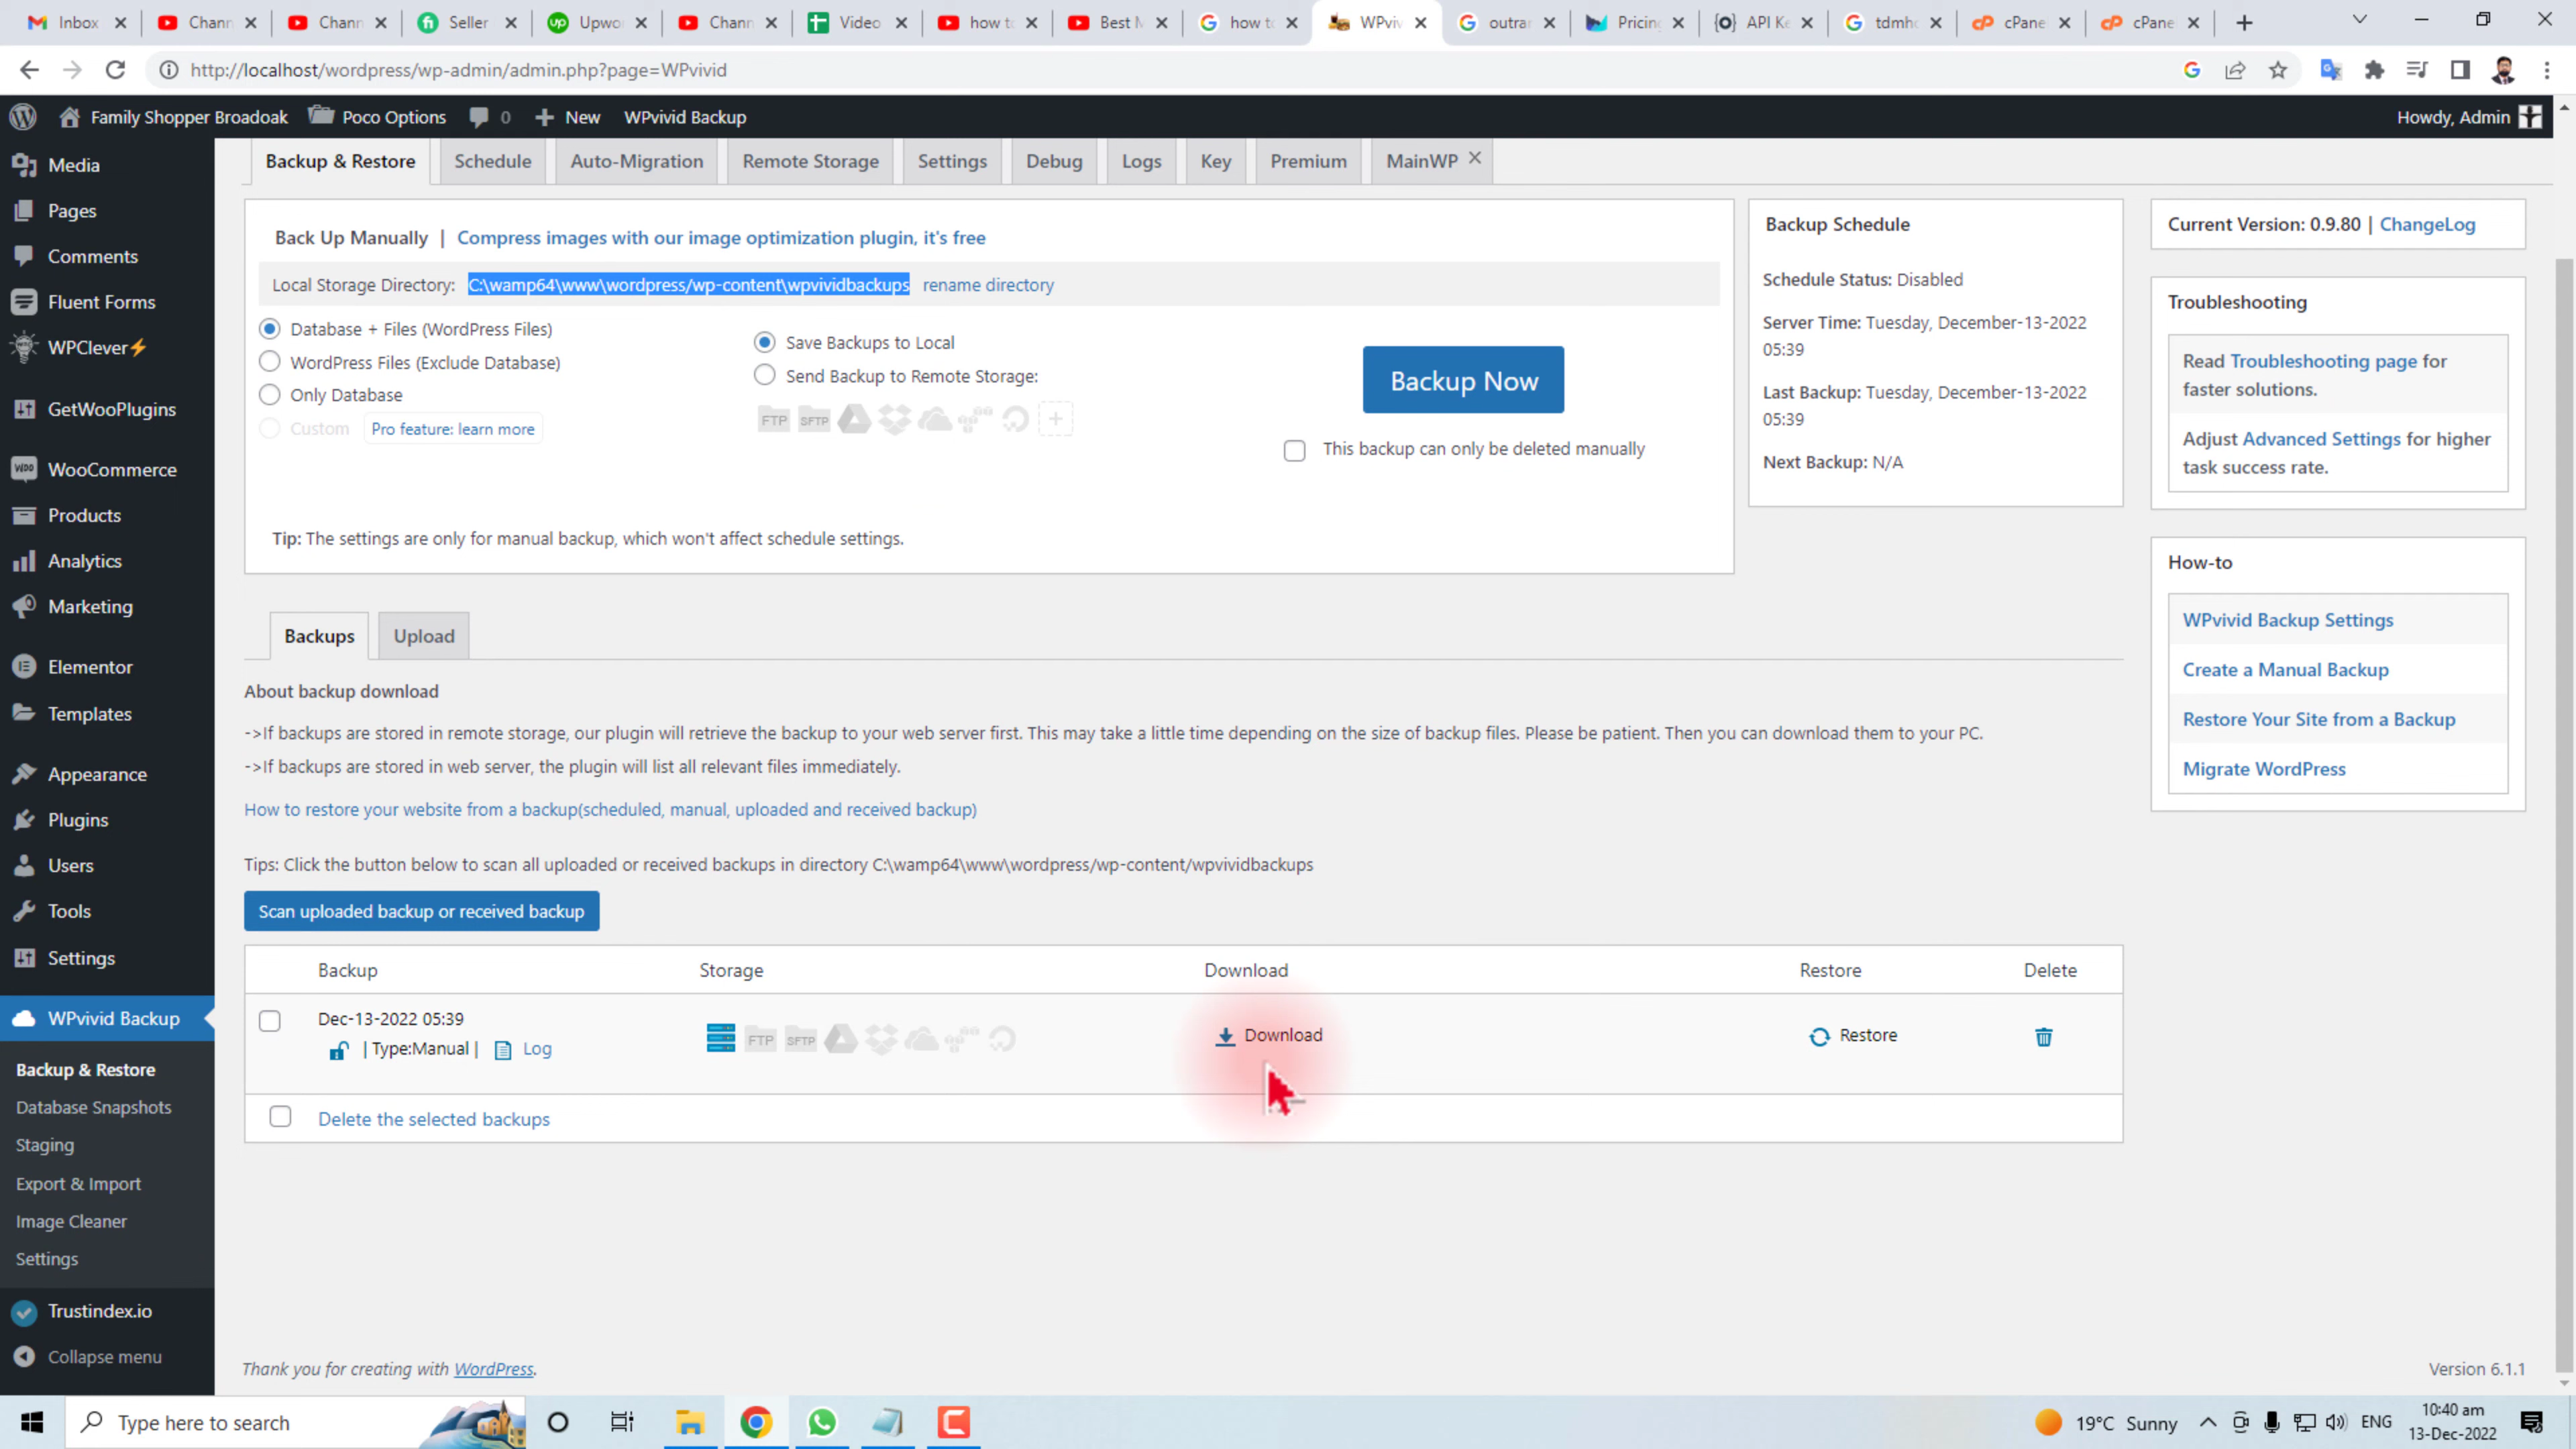 Inbox
Chann
Chann
Seller
Upwo
Chann
Video
how to
Best M
how to
WPviv
outran
Pricing
API Ke
tdmho
cPane
cPane
http://localhost/wordpress/wp-admin/admin.php?page=WPvivid
Family Shopper Broadoak
Poco Options
0
New
WPvivid Backup
Howdy, Admin
Media
Pages
Comments
Fluent Forms
WPClever⚡
GetWooPlugins
WooCommerce
Products
Analytics
Marketing
Elementor
Templates
Appearance
Plugins
Users
Tools
Settings
WPvivid Backup
Backup & Restore
Database Snapshots
Staging
Export & Import
Image Cleaner
Settings
Trustindex.io
Collapse menu
Backup & Restore
Schedule
Auto-Migration
Remote Storage
Settings
Debug
Logs
Key
Premium
MainWP
Back Up Manually | Compress images with our image optimization plugin, it's free
Local Storage Directory: C:\wamp64\www\wordpress/wp-content\wpvividbackups rename directory
Database + Files (WordPress Files)
WordPress Files (Exclude Database)
Only Database
Custom
Pro feature: learn more
Save Backups to Local
Send Backup to Remote Storage:
FTP
SFTP
Backup Now
This backup can only be deleted manually
Tip: The settings are only for manual backup, which won't affect schedule settings.
Backup Schedule
Schedule Status: Disabled
Server Time: Tuesday, December-13-2022
05:39
Last Backup: Tuesday, December-13-2022
05:39
Next Backup: N/A
Current Version: 0.9.80 | ChangeLog
Troubleshooting
Read Troubleshooting page for
faster solutions.
Adjust Advanced Settings for higher
task success rate.
How-to
WPvivid Backup Settings
Create a Manual Backup
Restore Your Site from a Backup
Migrate WordPress
Backups
Upload
About backup download
->If backups are stored in remote storage, our plugin will retrieve the backup to your web server first. This may take a little time depending on the size of backup files. Please be patient. Then you can download them to your PC.
->If backups are stored in web server, the plugin will list all relevant files immediately.
How to restore your website from a backup(scheduled, manual, uploaded and received backup)
Tips: Click the button below to scan all uploaded or received backups in directory C:\wamp64\www\wordpress/wp-content/wpvividbackups
Scan uploaded backup or received backup
Backup
Storage
Download
Restore
Delete
Dec-13-2022 05:39
| Type:Manual |
Log
FTP
SFTP
Download
Restore
Delete the selected backups
Thank you for creating with WordPress.
Version 6.1.1
Type here to search
19°C Sunny
ENG
10:40 am
13-Dec-2022